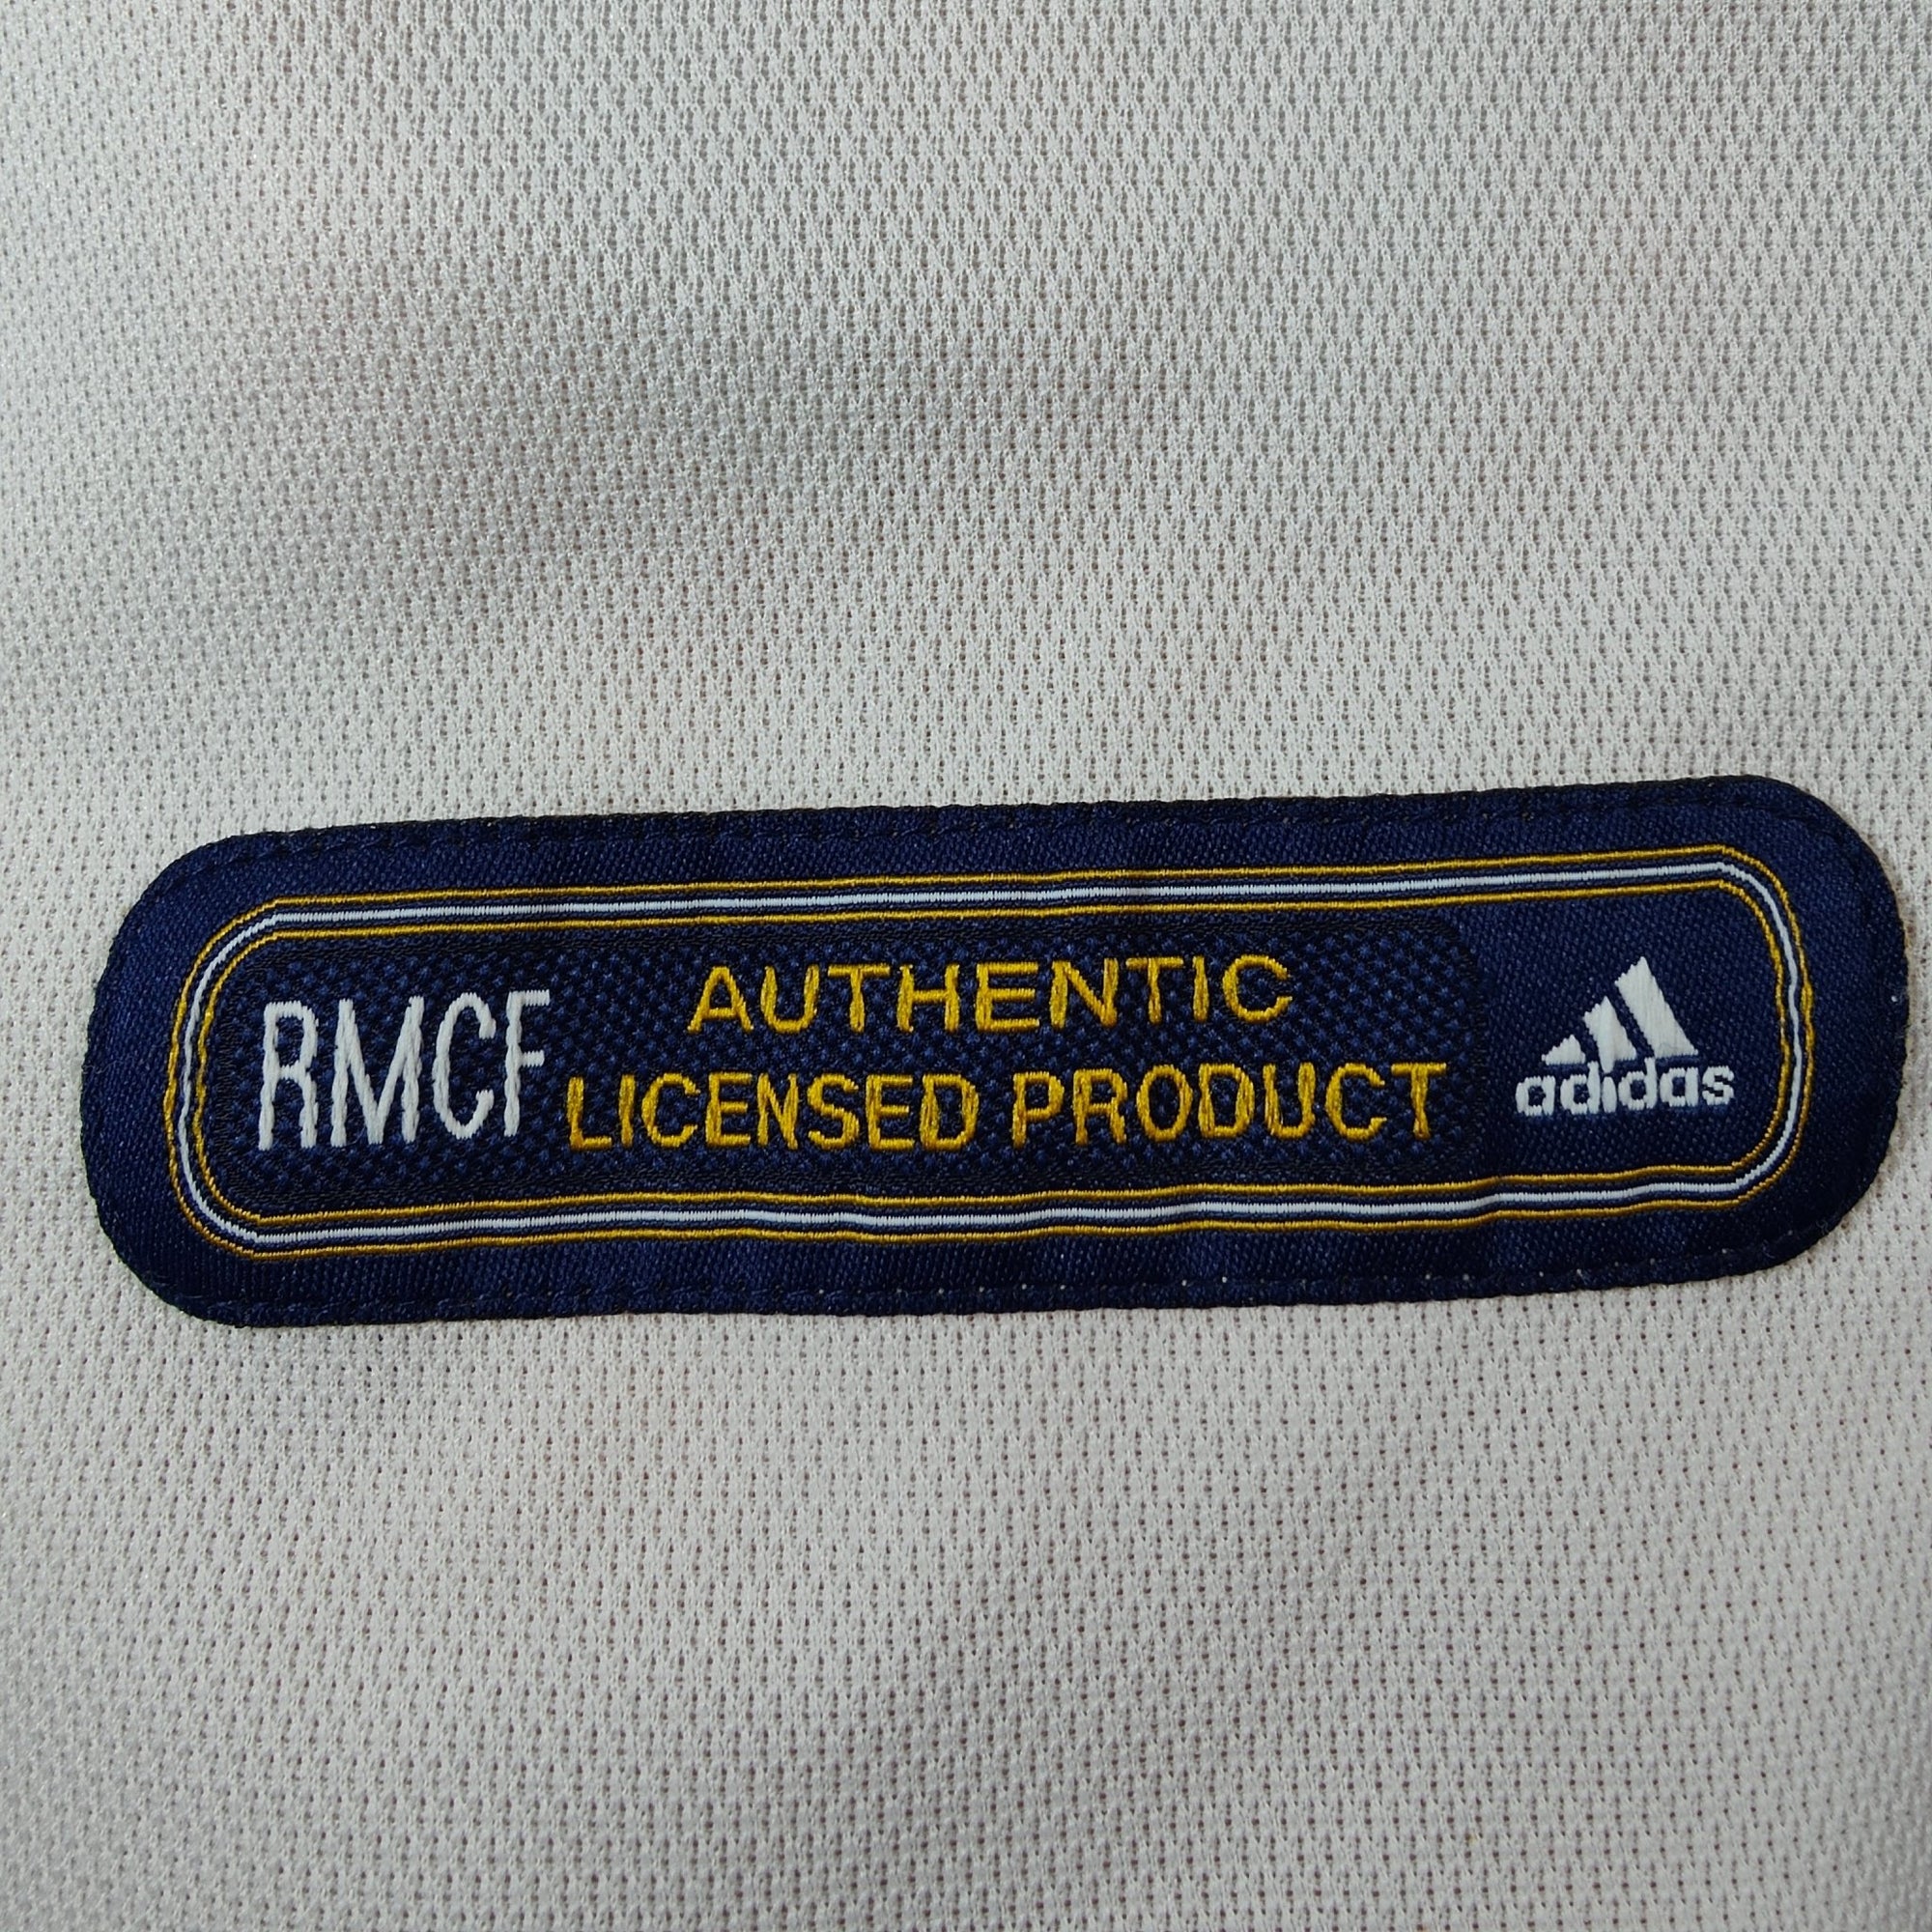 RMCF
AUTHENTIC
LICENSED PRODUCT
adidas